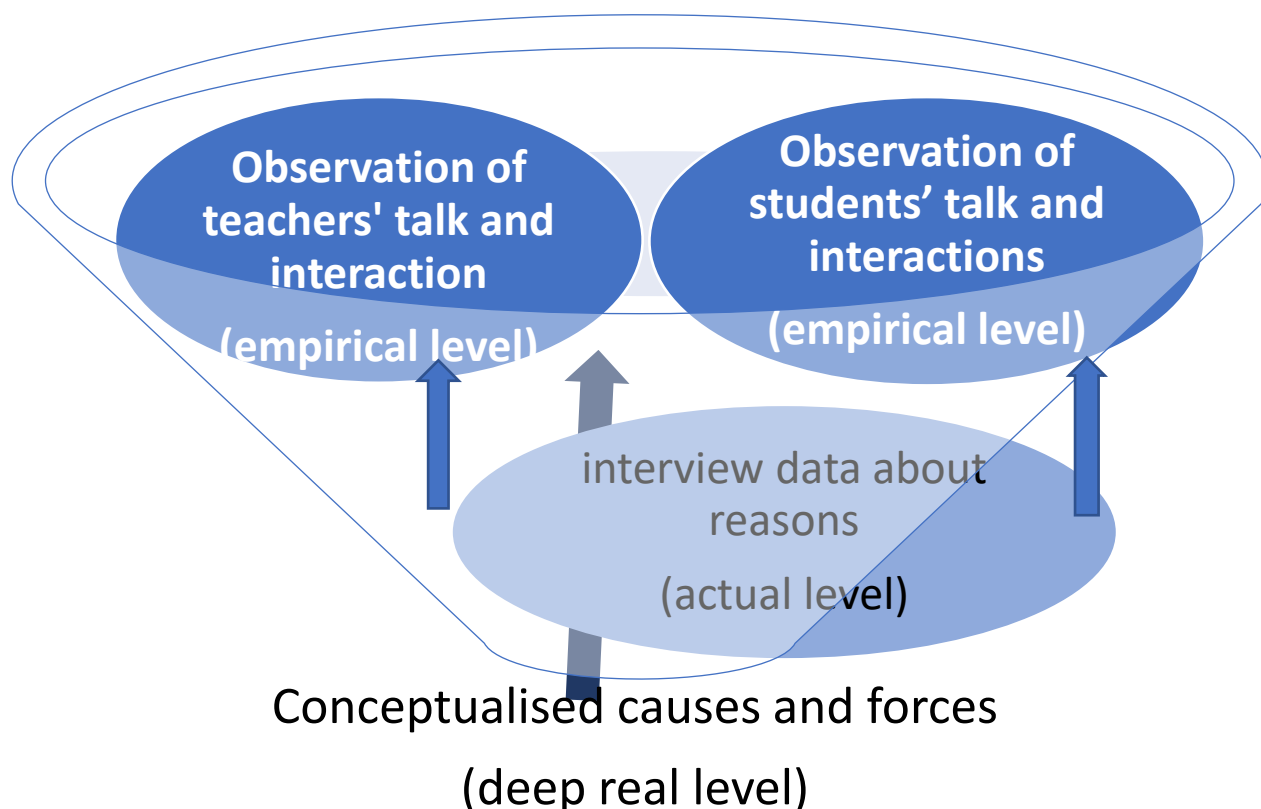 Observation of
teachers' talk and
interaction
(empirical level)
Observation of
students’ talk and
interactions
(empirical level)
interview data about
reasons
(actual level)
Conceptualised causes and forces
(deep real level)